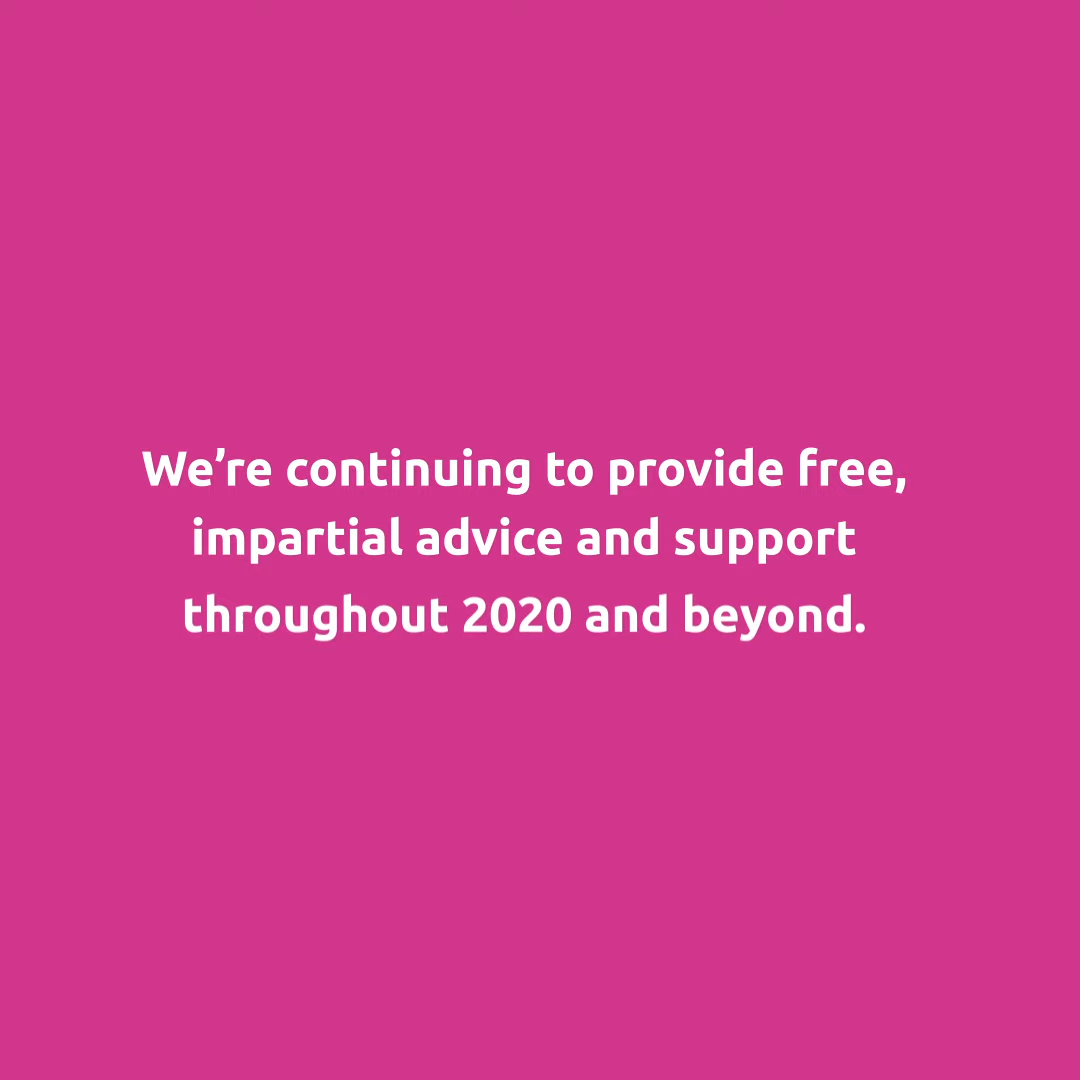 We’re continuing to provide free,
impartial advice and support
throughout 2020 and beyond.